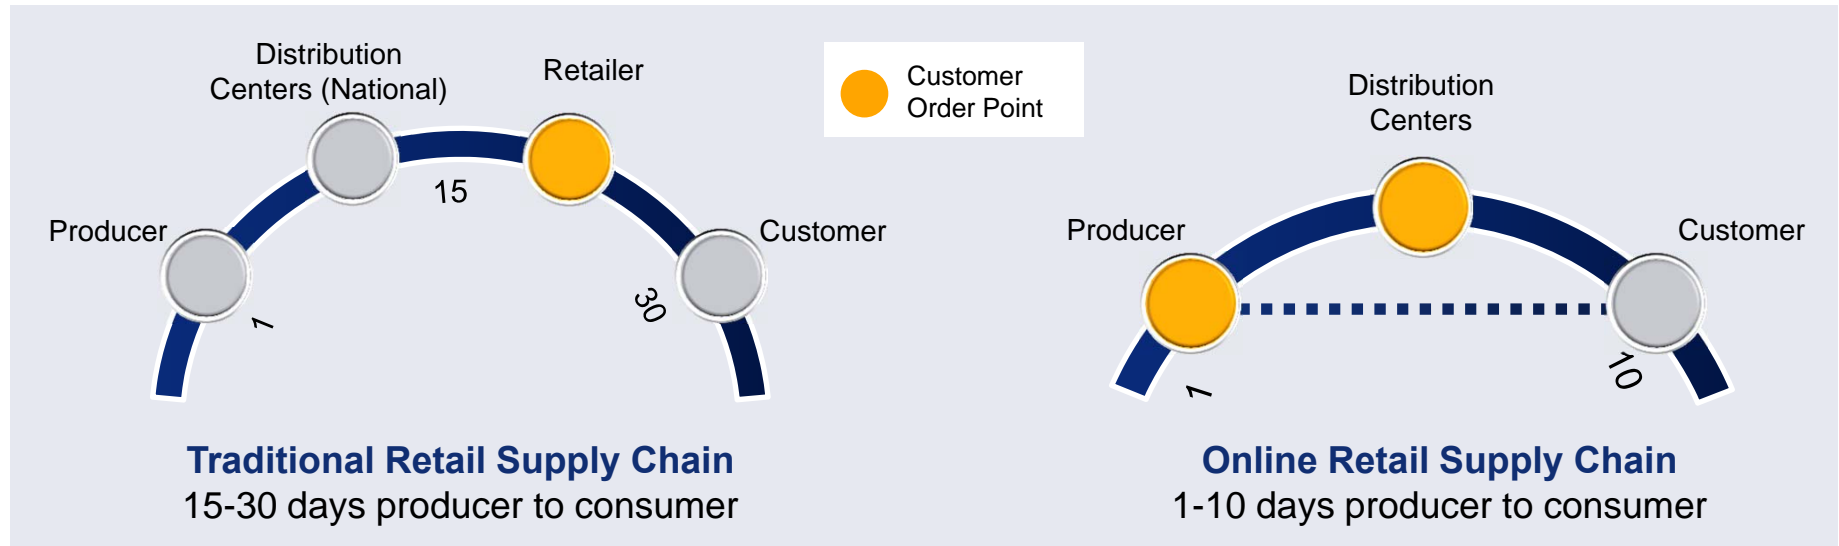 Distribution
Centers (National)
Retailer
Producer
Customer
1
15
30
Traditional Retail Supply Chain
15-30 days producer to consumer
Customer
Order Point
Distribution
Centers
Producer
Customer
1
10
Online Retail Supply Chain
1-10 days producer to consumer